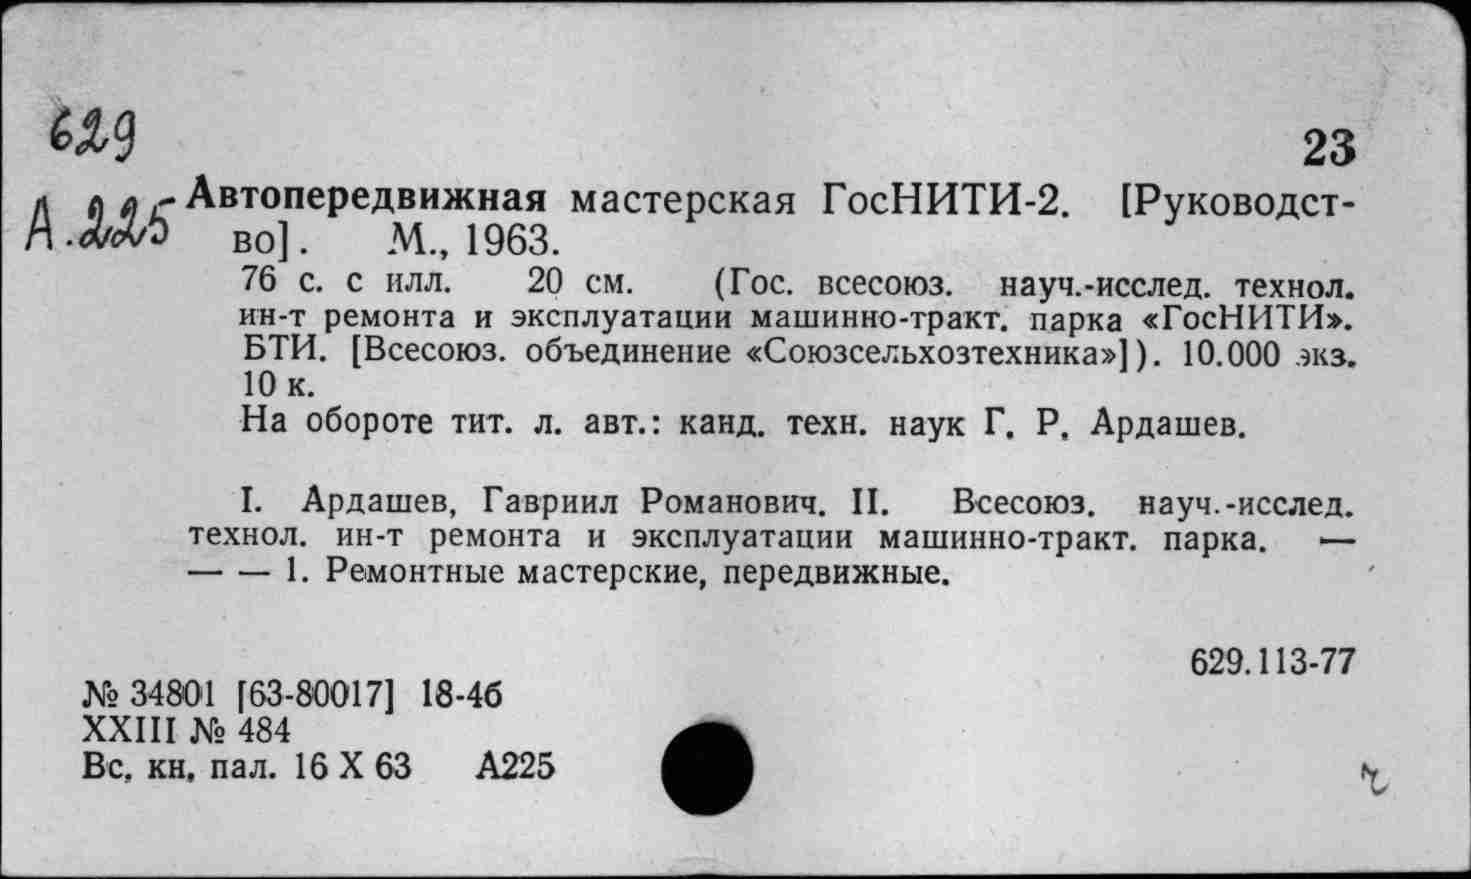 629
23
А.225
Автопередвижная мастерская ГосНИТИ-2. [Руководст-
во]. М., 1963.
76 с. с илл. 20 см. (Гос. всесоюз. науч.-исслед. технол.
ин-т ремонта и эксплуатации машинно-тракт. парка «ГосНИТИ».
БТИ. [Всесоюз. объединение «Союзсельхозтехника»]). 10.000 экз.
10 к.
На обороте тит. л. авт.: канд. техн. наук Г. Р. Ардашев.
I. Ардашев, Гавриил Романович. II. Всесоюз. науч.-исслед.
технол. ин-т ремонта и эксплуатации машинно-тракт. парка. —
— — 1. Ремонтные мастерские, передвижные.
629.113-77
№ 34801 [63-80017] 18-4б
XXIII № 484
Вс. кн. пал. 16 X 63 А225